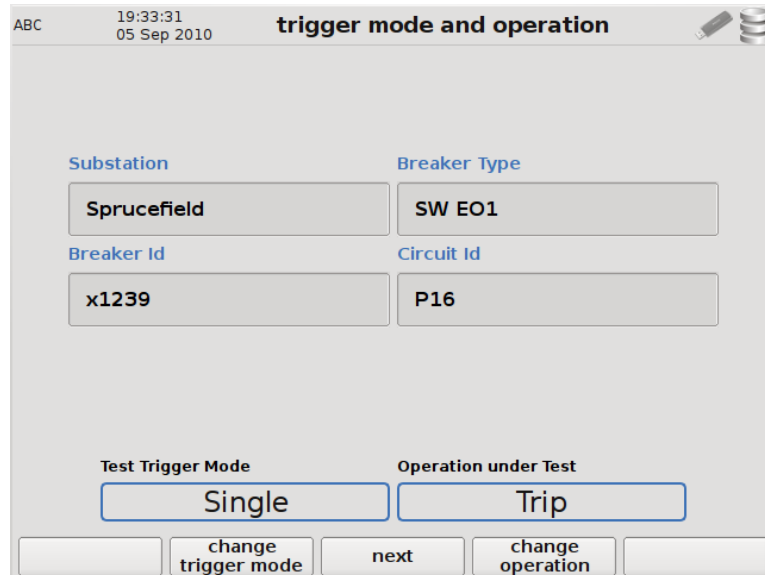 ABC
19:33:31
05 Sep 2010
trigger mode and operation
Substation
Breaker Type
Sprucefield
SW EO1
Breaker Id
Circuit Id
x1239
P16
Test Trigger Mode
Operation under Test
Single
Trip
change
trigger mode
next
change
operation